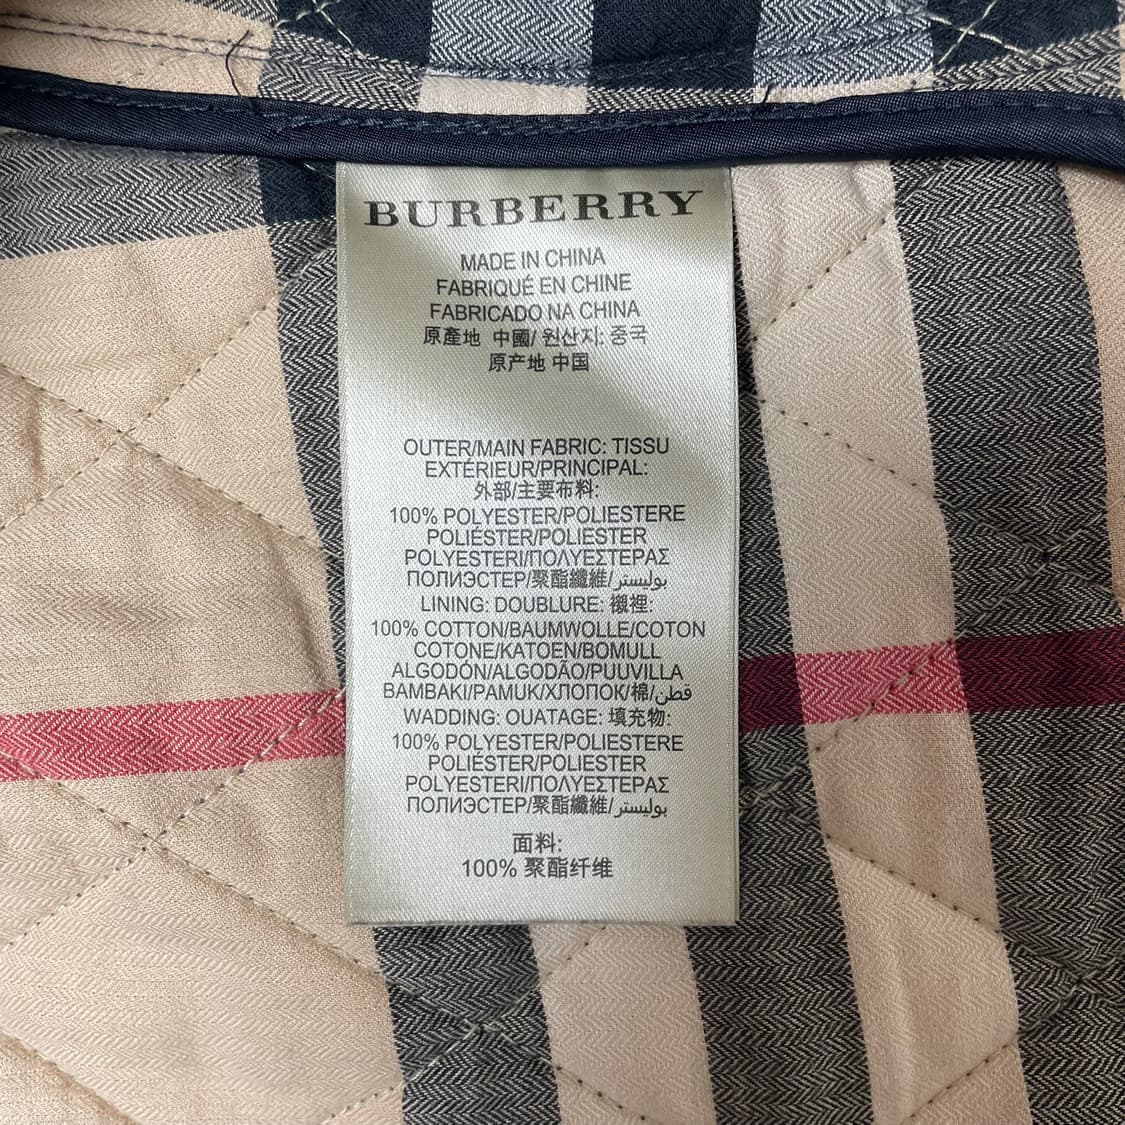 BURBERRY
MADE IN CHINA
FABRIQUÉ EN CHINE
FABRICADO NA CHINA
原產地 中國/ 원산지: 중국
原产地 中国
OUTER/MAIN FABRIC: TISSU
EXTÉRIEUR/PRINCIPAL:
外部/主要布料:
100% POLYESTER/POLIESTERE
POLIÉSTER/POLIESTER
POLYESTERI/ΠΟΛΥΕΣΤΕΡΑΣ
ПОЛИЭСТЕР/聚酯纖維/بوليستر
LINING: DOUBLURE: 襯裡:
100% COTTON/BAUMWOLLE/COTON
COTONE/KATOEN/BOMULL
ALGODÓN/ALGODÃO/PUUVILLA
BAMBAKI/PAMUK/ХЛОПОК/棉/قطن
WADDING: OUATAGE: 填充物:
100% POLYESTER/POLIESTERE
POLIÉSTER/POLIESTER
POLYESTERI/ΠΟΛΥΕΣΤΕΡΑΣ
ПОЛИЭСТЕР/聚酯纖維/بوليستر
面料:
100% 聚酯纤维